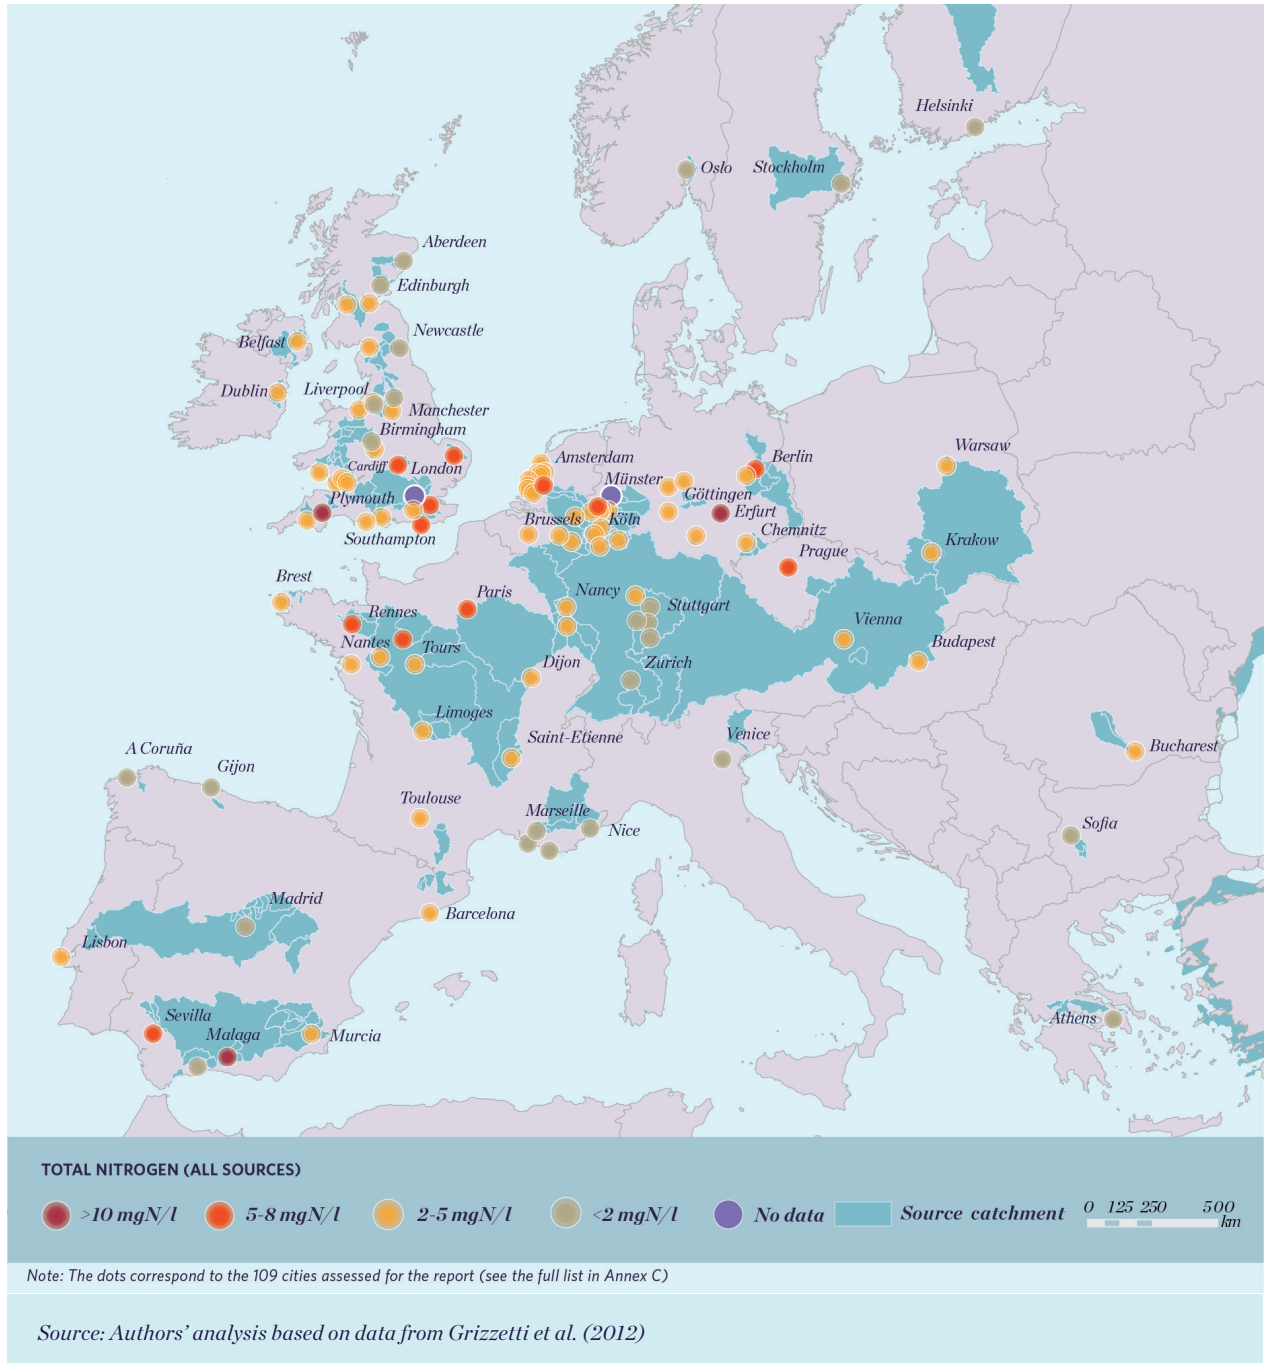 Helsinki
Oslo
Stockholm
Aberdeen
Edinburgh
Newcastle
Belfast
Dublin
Liverpool
Manchester
Birmingham
Cardiff
London
Plymouth
Southampton
Amsterdam
Münster
Göttingen
Berlin
Warsaw
Brussels
Köln
Erfurt
Chemnitz
Krakow
Prague
Brest
Rennes
Paris
Nancy
Stuttgart
Vienna
Nantes
Tours
Dijon
Zurich
Budapest
Limoges
Saint-Etienne
Venice
Bucharest
A Coruña
Gijon
Toulouse
Marseille
Nice
Sofia
Madrid
Barcelona
Lisbon
Sevilla
Malaga
Murcia
Athens
TOTAL NITROGEN (ALL SOURCES)
>10 mgN/l
5-8 mgN/l
2-5 mgN/l
<2 mgN/l
No data
Source catchment
0 125 250 500
km
Note: The dots correspond to the 109 cities assessed for the report (see the full list in Annex C)
Source: Authors' analysis based on data from Grizzetti et al. (2012)